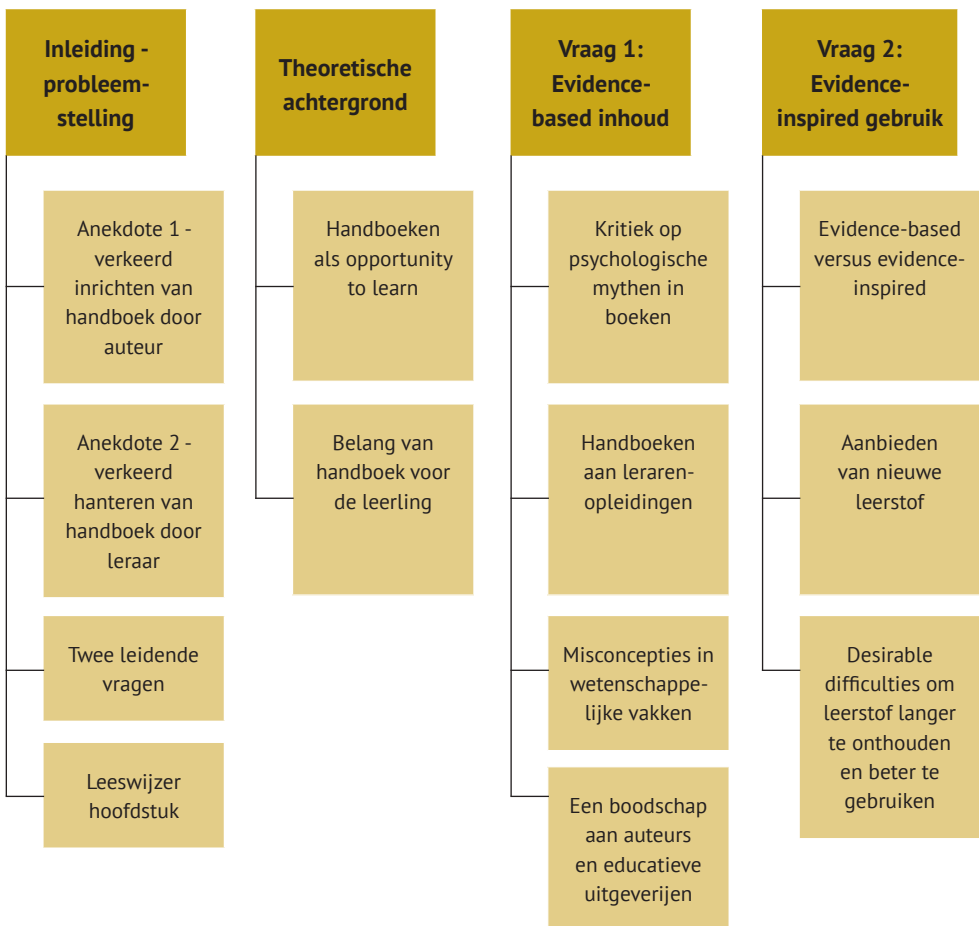 Inleiding -
probleem-
stelling
Anekdote 1 -
verkeerd
inrichten van
handboek door
auteur
Anekdote 2 -
verkeerd
hanteren van
handboek door
leraar
Twee leidende
vragen
Leeswijzer
hoofdstuk
Theoretische
achtergrond
Handboeken
als opportunity
to learn
Belang van
handboek voor
de leerling
Vraag 1:
Evidence-
based inhoud
Kritiek op
psychologische
mythen in
boeken
Handboeken
aan leraren-
opleidingen
Misconcepties in
wetenschappe-
lijke vakken
Een boodschap
aan auteurs
en educatieve
uitgeverijen
Vraag 2:
Evidence-
inspired gebruik
Evidence-based
versus evidence-
inspired
Aanbieden
van nieuwe
leerstof
Desirable
difficulties om
leerstof langer
te onthouden
en beter te
gebruiken